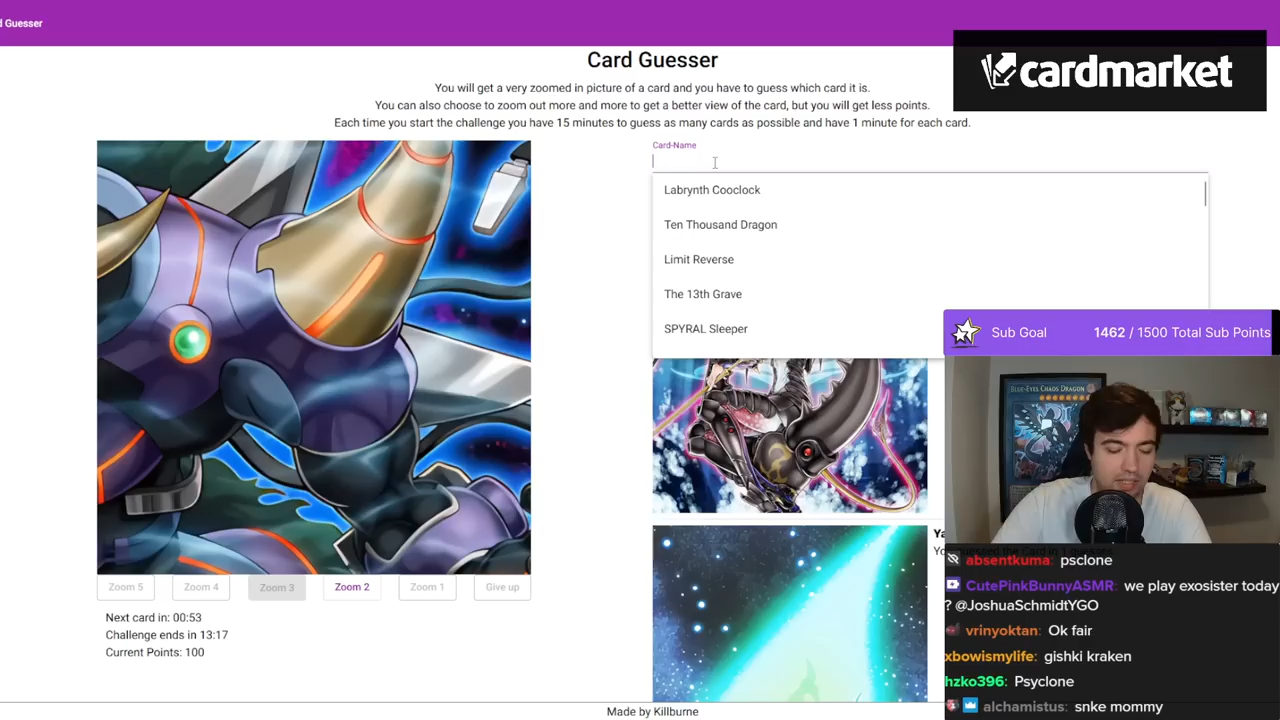 d Guesser
cardmarket
Card Guesser
You will get a very zoomed in picture of a card and you have to guess which card it is.
You can also choose to zoom out more and more to get a better view of the card, but you will get less points.
Each time you start the challenge you have 15 minutes to guess as many cards as possible and have 1 minute for each card.
Card-Name
Labrynth Cooclock
Ten Thousand Dragon
Limit Reverse
The 13th Grave
SPYRAL Sleeper
Sub Goal 1462 / 1500 Total Sub Points
BLUE-EYES CHAOS DRAGON
Zoom 5 Zoom 4 Zoom 3 Zoom 2 Zoom 1 Give up
Next card in: 00:53
Challenge ends in 13:17
Current Points: 100
Ya
absentkuma: psclone
CutePinkBunnyASMR: we play exosister today
? @JoshuaSchmidtYGO
vrinyoktan: Ok fair
xbowismylife: gishki kraken
hzko396: Psyclone
alchamistus: snke mommy
Made by Killburne